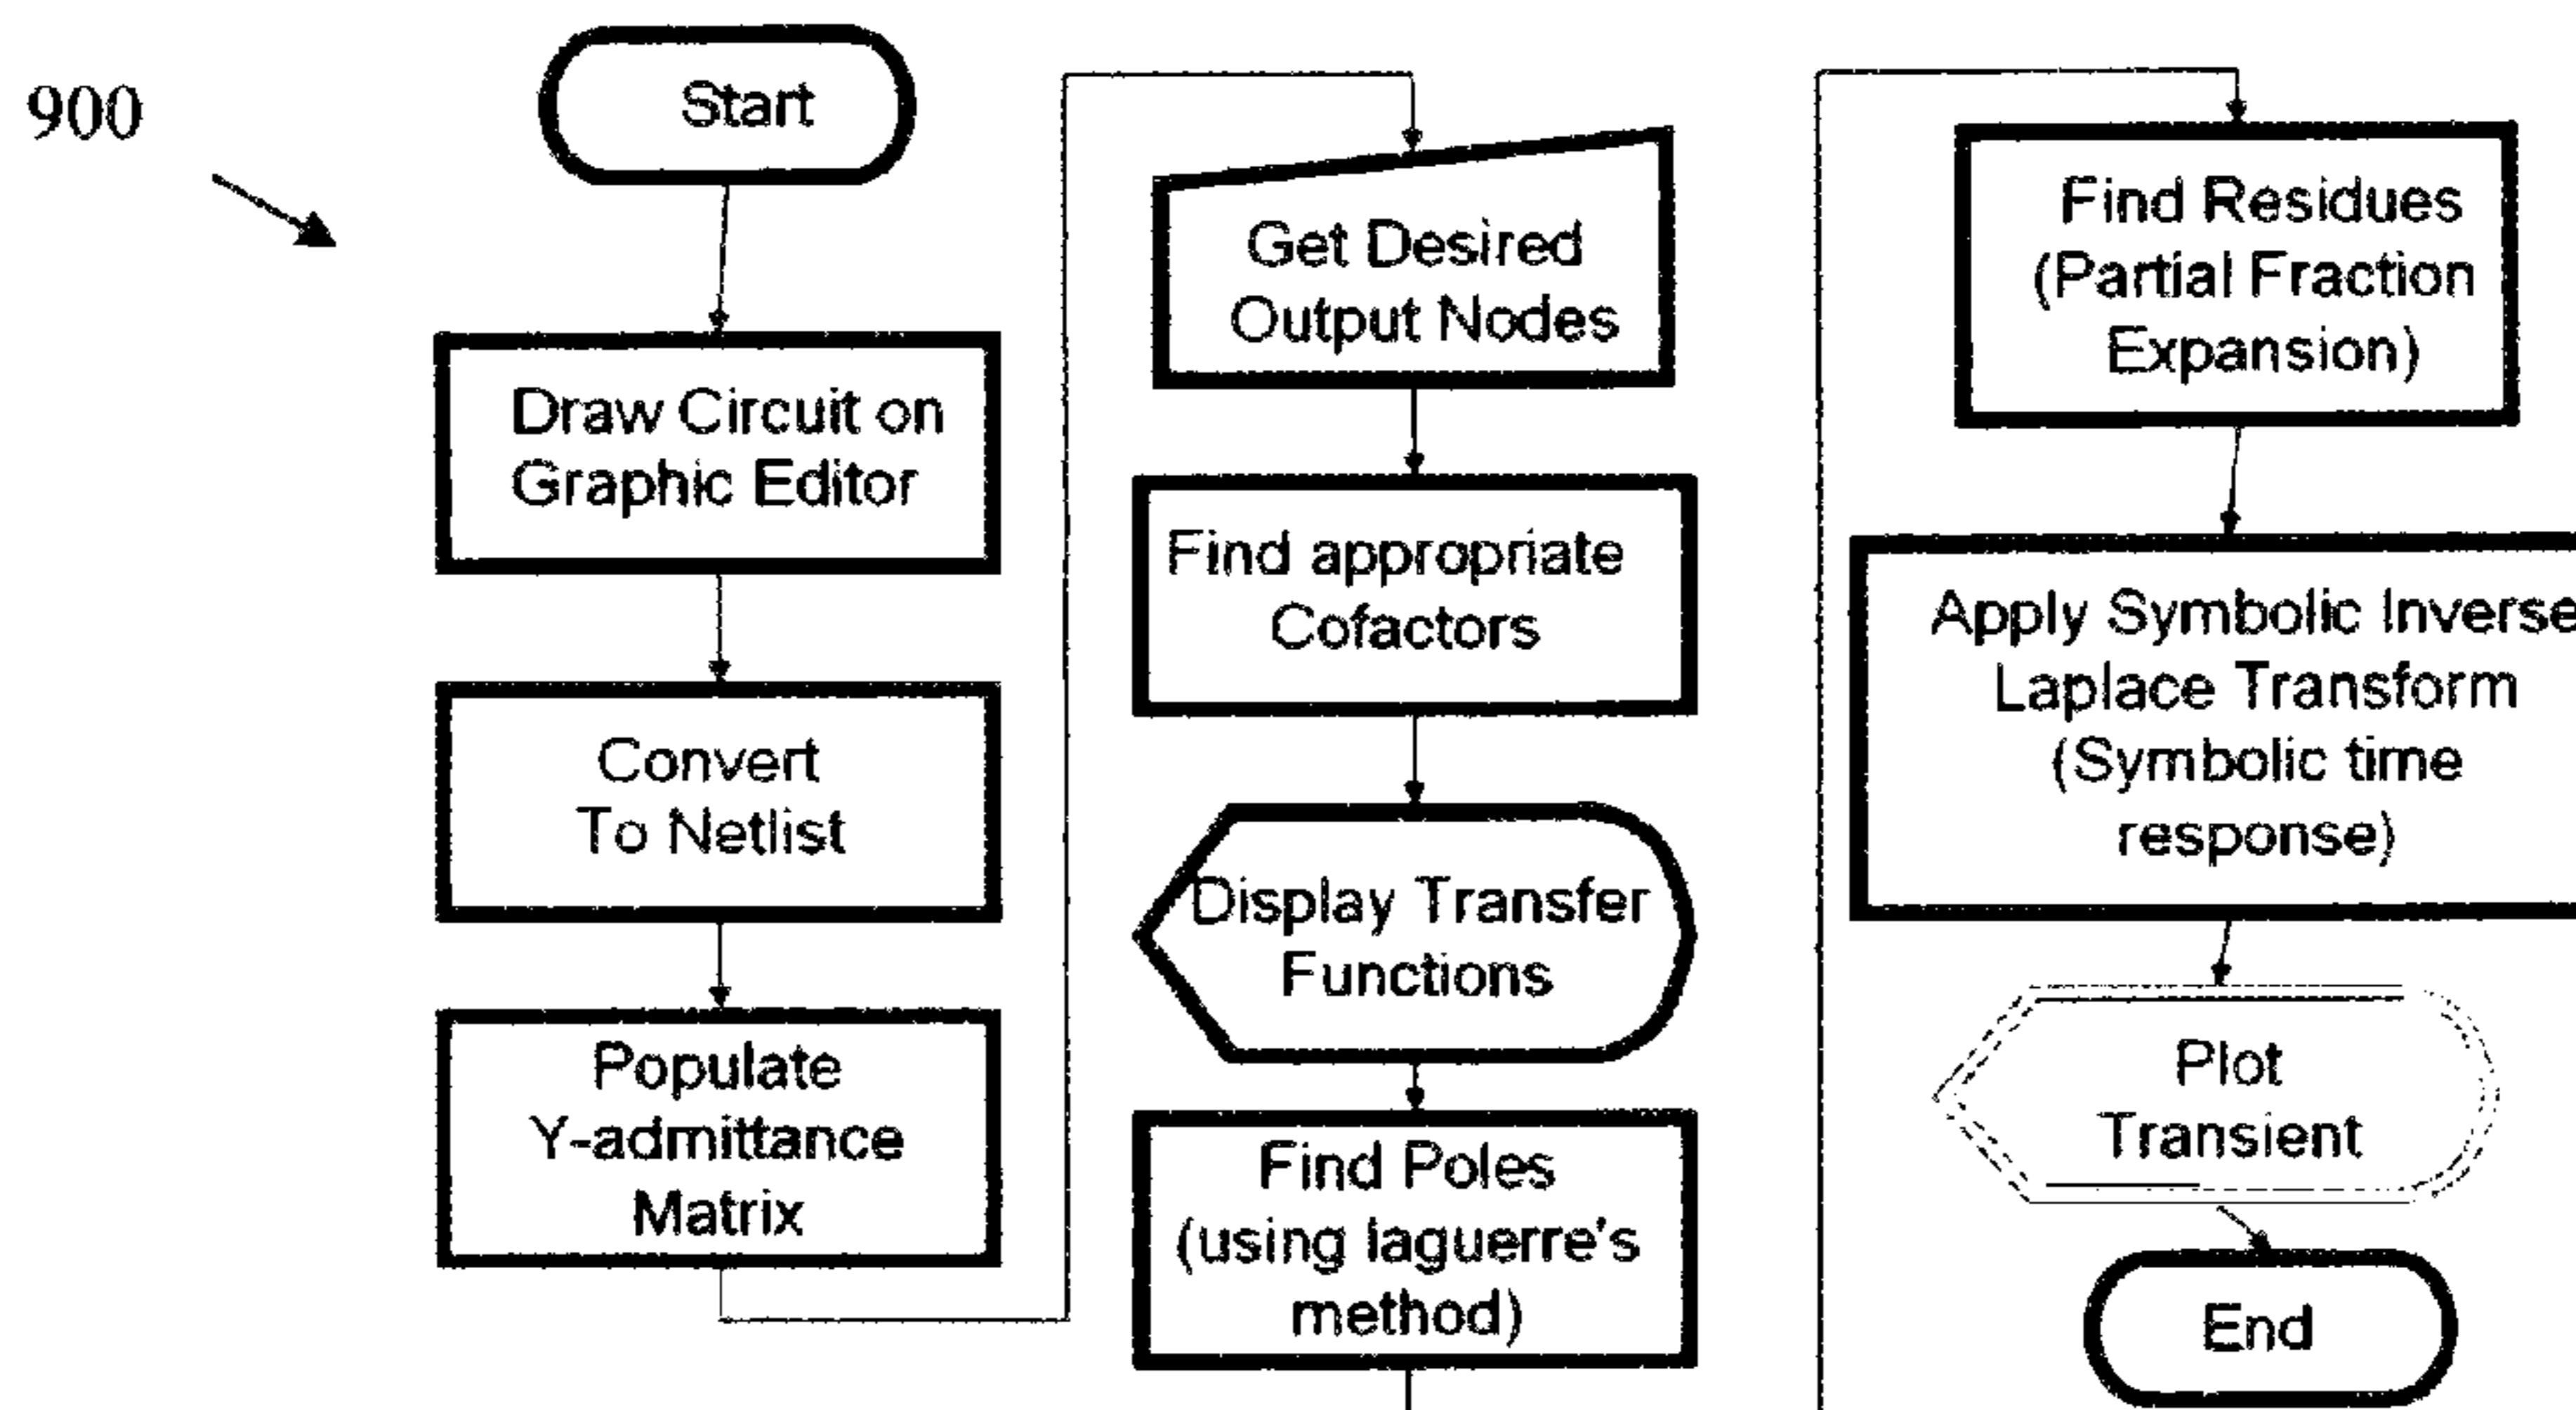 900
Start
Draw Circuit on
Graphic Editor
Convert
To Netlist
Populate
Y-admittance
Matrix
Get Desired
Output Nodes
Find appropriate
Cofactors
Display Transfer
Functions
Find Poles
(using laguerre's
method)
Find Residues
(Partial Fraction
Expansion)
Apply Symbolic Inverse
Laplace Transform
(Symbolic time
response)
Plot
Transient
End